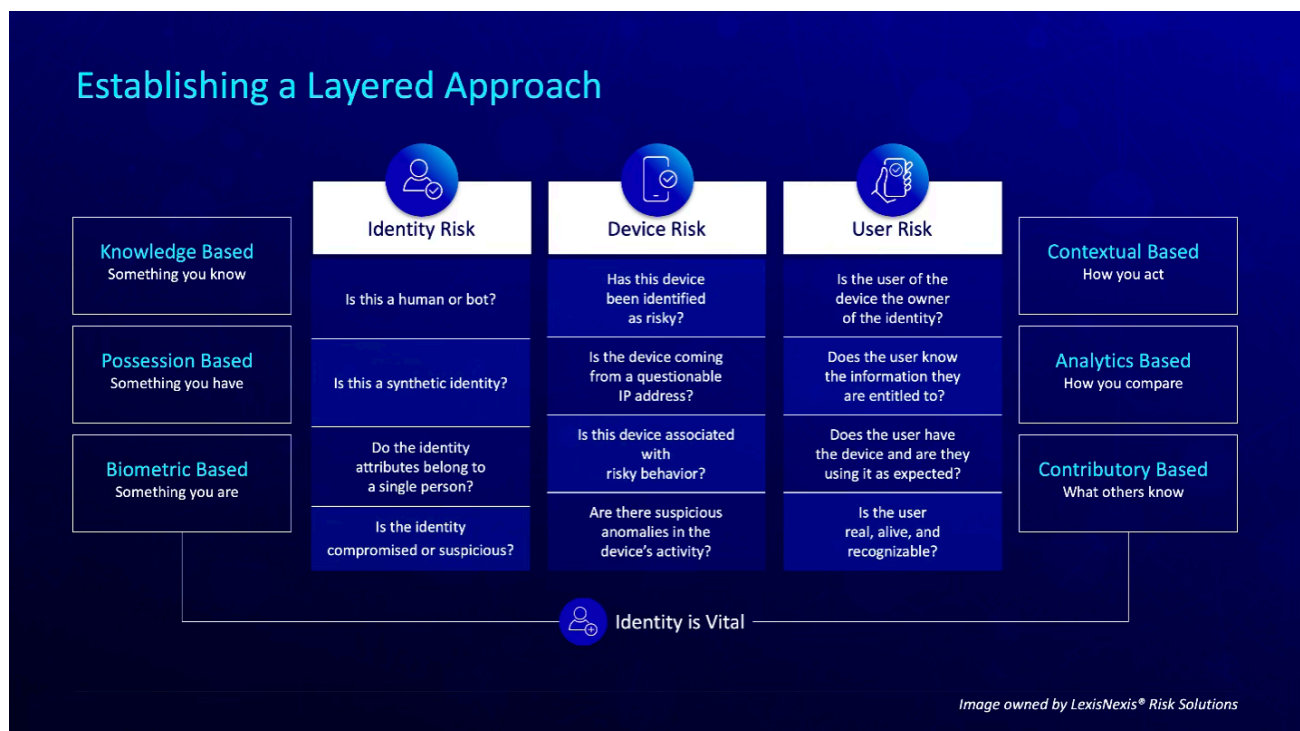 Establishing a Layered Approach
Knowledge Based
Something you know
Possession Based
Something you have
Biometric Based
Something you are
Identity Risk
Is this a human or bot?
Is this a synthetic identity?
Do the identity
attributes belong to
a single person?
Is the identity
compromised or suspicious?
Device Risk
Has this device
been identified
as risky?
Is the device coming
from a questionable
IP address?
Is this device associated
with
risky behavior?
Are there suspicious
anomalies in the
device’s activity?
User Risk
Is the user of the
device the owner
of the identity?
Does the user know
the information they
are entitled to?
Does the user have
the device and are they
using it as expected?
Is the user
real, alive, and
recognizable?
Contextual Based
How you act
Analytics Based
How you compare
Contributory Based
What others know
Identity is Vital
Image owned by LexisNexis® Risk Solutions